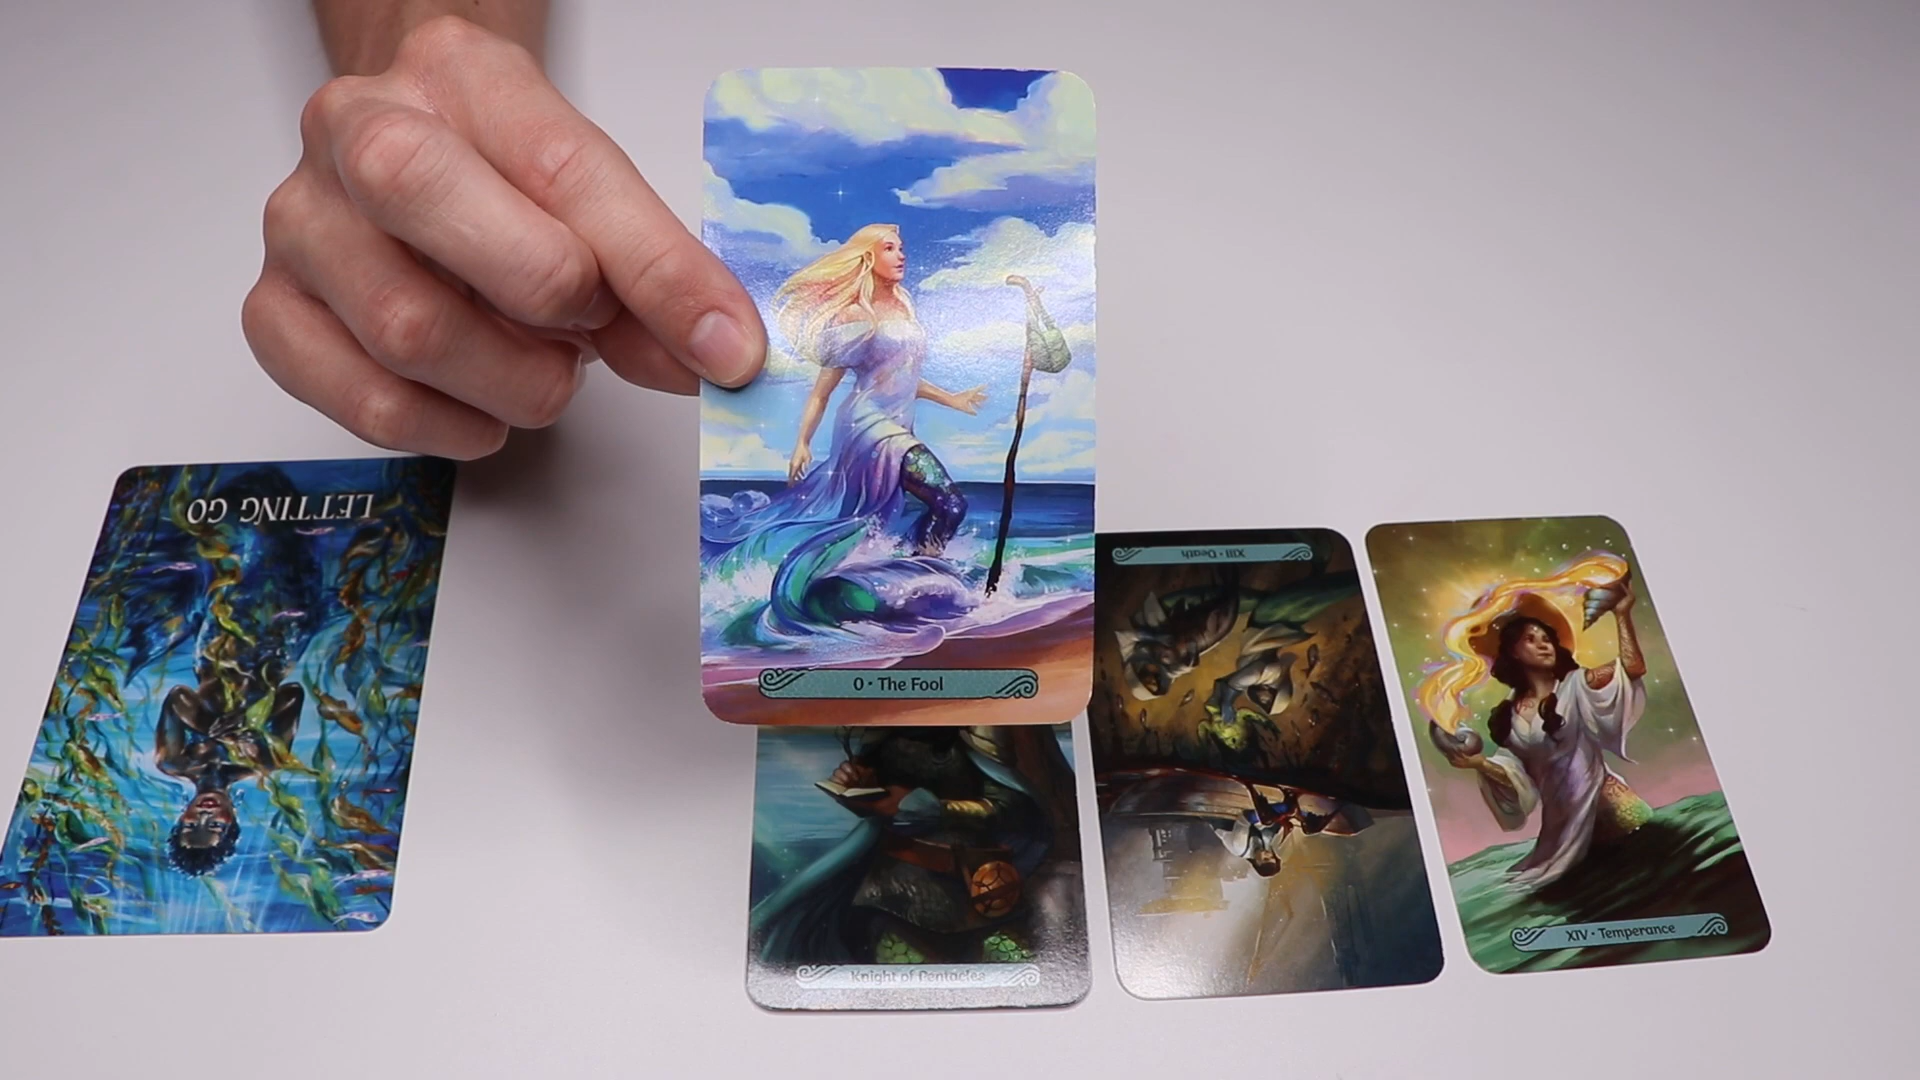 LETTING GO
0 • The Fool
XIII • Death
Knight of Pentacles
XIV • Temperance